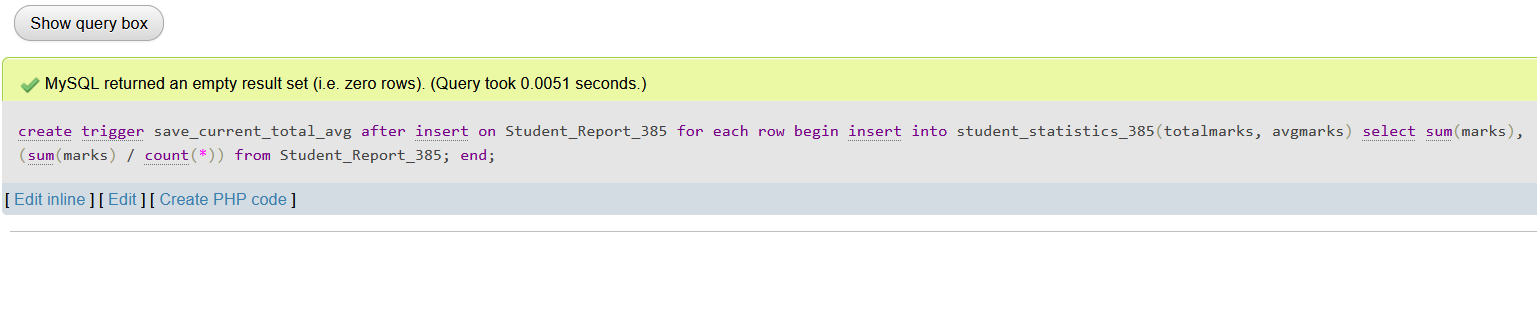 Show query box
MySQL returned an empty result set (i.e. zero rows). (Query took 0.0051 seconds.)
create trigger save_current_total_avg after insert on Student_Report_385 for each row begin insert into student_statistics_385(totalmarks, avgmarks) select sum(marks),
(sum(marks) / count(*)) from Student_Report_385; end;
[ Edit inline ] [ Edit ] [ Create PHP code ]